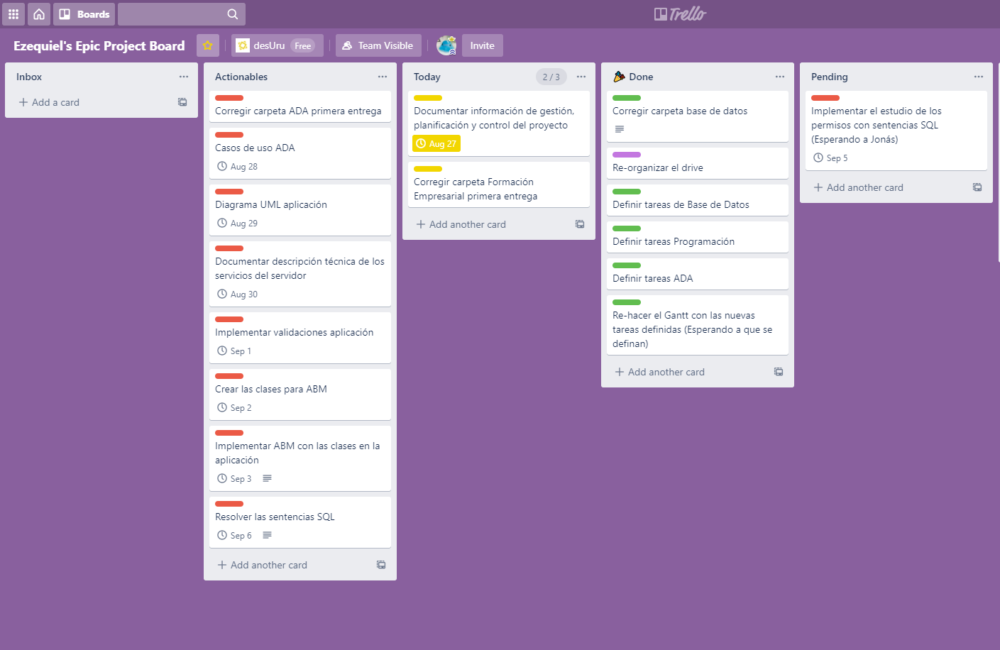 Boards
Trello
Ezequiel's Epic Project Board
desUru Free
Team Visible
Invite
Inbox
Add a card
Actionables
Corregir carpeta ADA primera entrega
Casos de uso ADA
Aug 28
Diagrama UML aplicación
Aug 29
Documentar descripción técnica de los
servicios del servidor
Aug 30
Implementar validaciones aplicación
Sep 1
Crear las clases para ABM
Sep 2
Implementar ABM con las clases en la
aplicación
Sep 3
Resolver las sentencias SQL
Sep 6
Add another card
Today 2 / 3
Documentar información de gestión,
planificación y control del proyecto
Aug 27
Corregir carpeta Formación
Empresarial primera entrega
Add another card
Done
Corregir carpeta base de datos
Re-organizar el drive
Definir tareas de Base de Datos
Definir tareas Programación
Definir tareas ADA
Re-hacer el Gantt con las nuevas
tareas definidas (Esperando a que se
definan)
Add another card
Pending
Implementar el estudio de los
permisos con sentencias SQL
(Esperando a Jonás)
Sep 5
Add another card